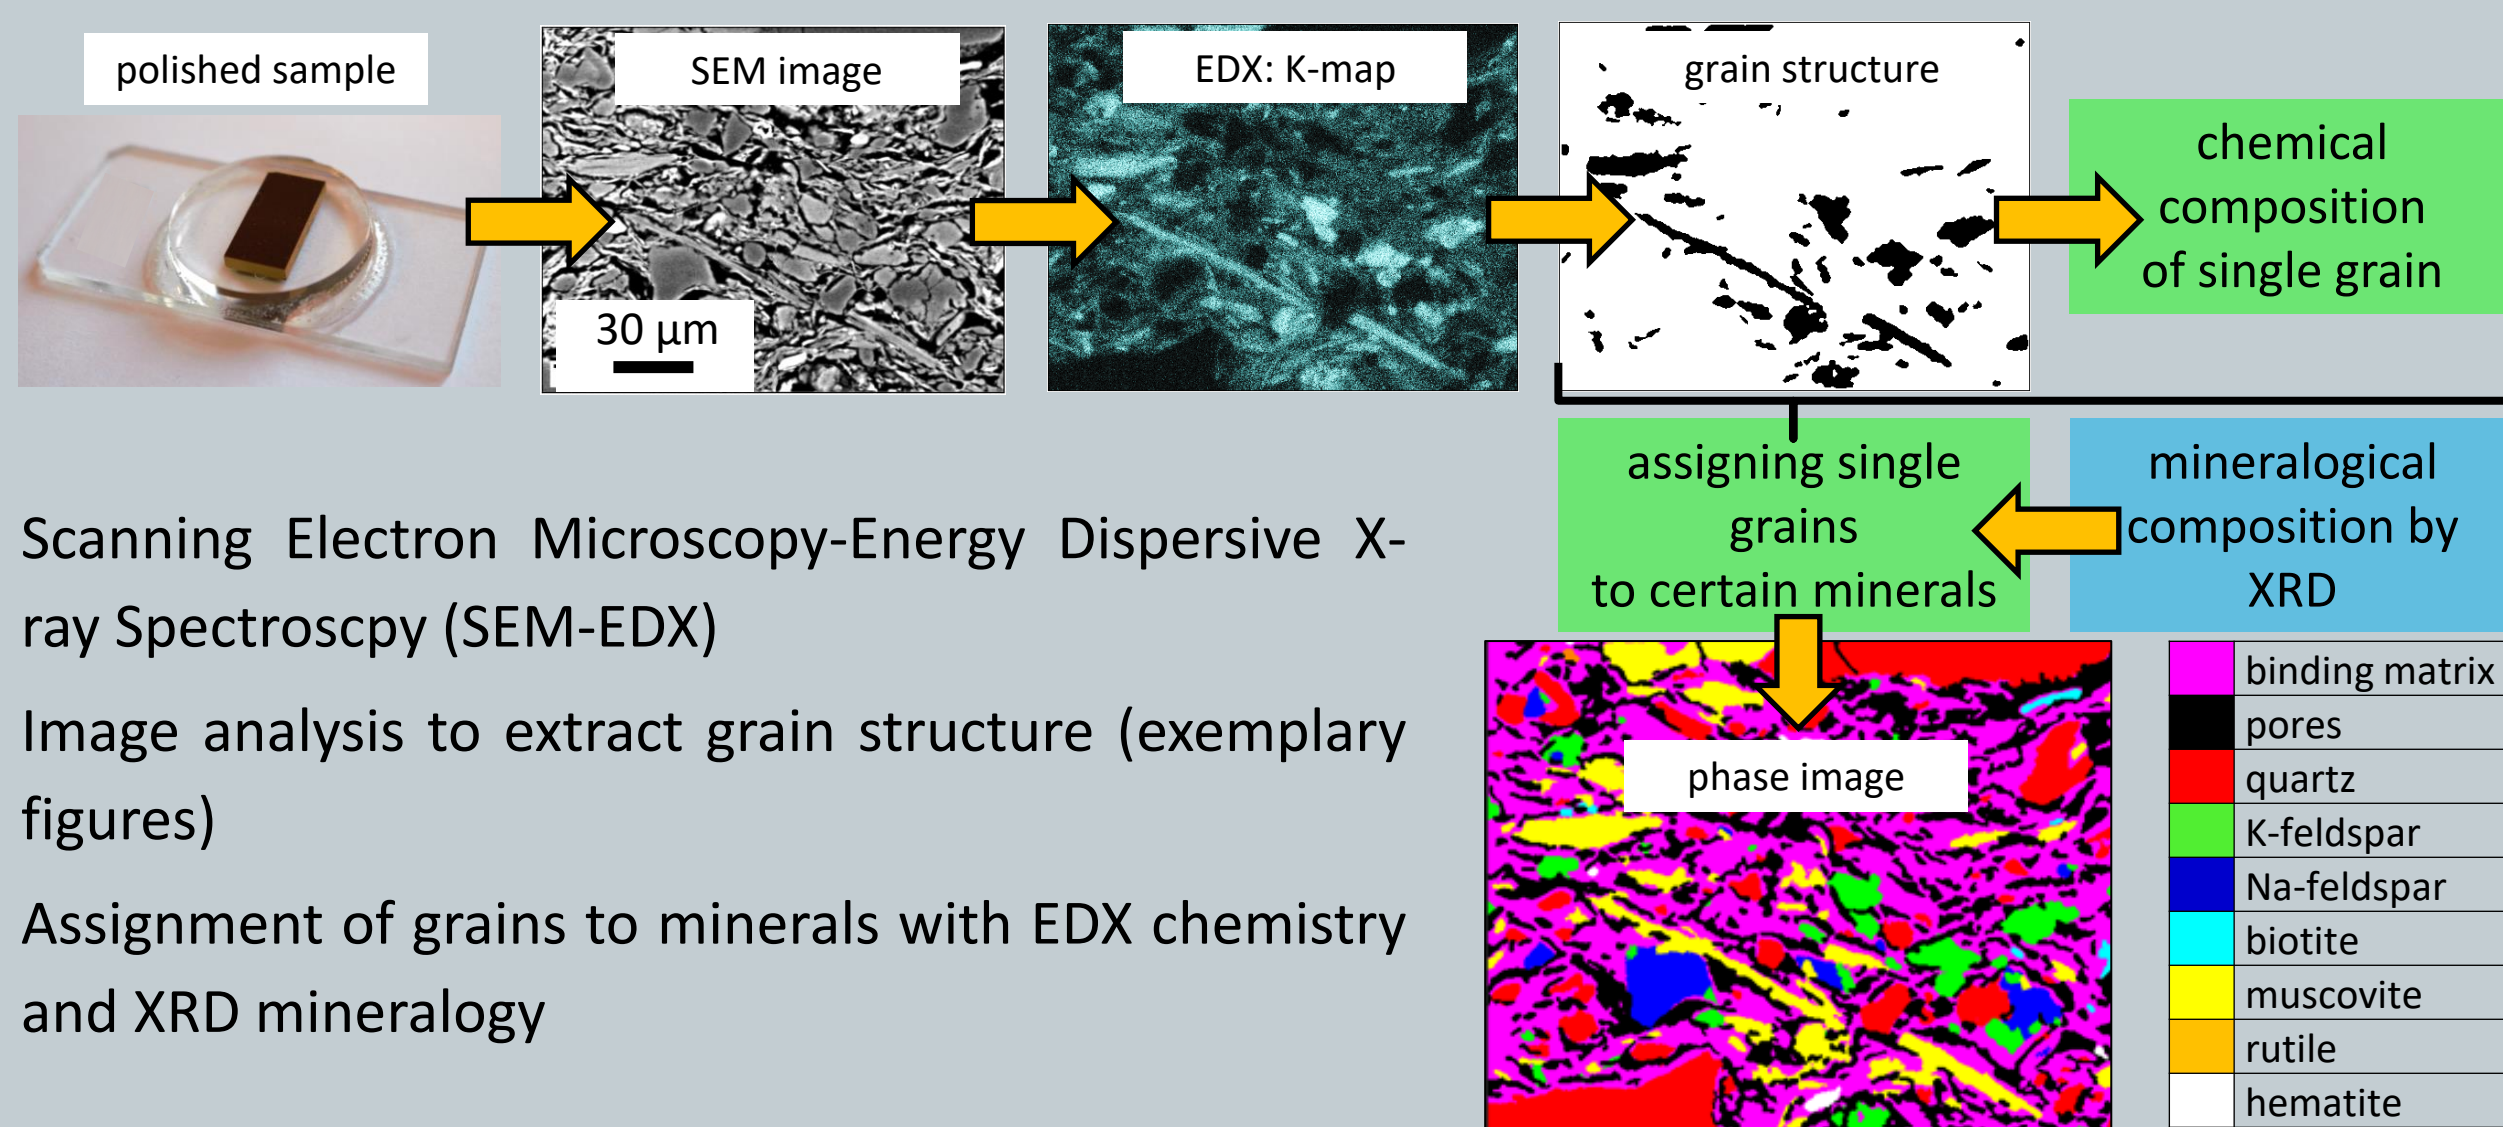 polished sample
SEM image
EDX: K-map
grain structure
chemical
composition
of single grain
30 µm
assigning single
grains
to certain minerals
mineralogical
composition by
XRD
Scanning Electron Microscopy-Energy Dispersive X-
ray Spectroscpy (SEM-EDX)
Image analysis to extract grain structure (exemplary
figures)
Assignment of grains to minerals with EDX chemistry
and XRD mineralogy
phase image
binding matrix
pores
quartz
K-feldspar
Na-feldspar
biotite
muscovite
rutile
hematite